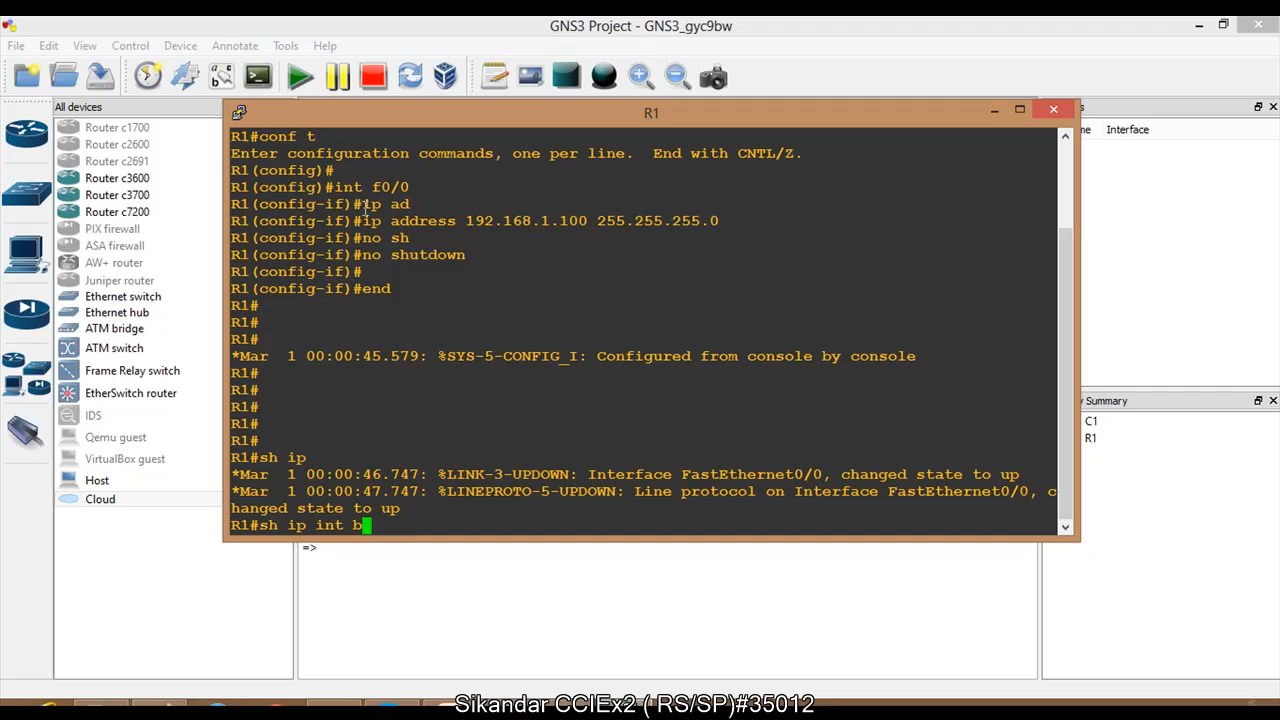 GNS3 Project - GNS3_gyc9bw
File Edit View Control Device Annotate Tools Help
All devices
Router c1700
Router c2600
Router c2691
Router c3600
Router c3700
Router c7200
PIX firewall
ASA firewall
AW+ router
Juniper router
Ethernet switch
Ethernet hub
ATM bridge
ATM switch
Frame Relay switch
EtherSwitch router
IDS
Qemu guest
VirtualBox guest
Host
Cloud
R1
R1#conf t
Enter configuration commands, one per line.  End with CNTL/Z.
R1(config)#
R1(config)#int f0/0
R1(config-if)#ip ad
R1(config-if)#ip address 192.168.1.100 255.255.255.0
R1(config-if)#no sh
R1(config-if)#no shutdown
R1(config-if)#
R1(config-if)#end
R1#
R1#
R1#
*Mar  1 00:00:45.579: %SYS-5-CONFIG_I: Configured from console by console
R1#
R1#
R1#
R1#
R1#
R1#sh ip
*Mar  1 00:00:46.747: %LINK-3-UPDOWN: Interface FastEthernet0/0, changed state to up
*Mar  1 00:00:47.747: %LINEPROTO-5-UPDOWN: Line protocol on Interface FastEthernet0/0, c
hanged state to up
R1#sh ip int b
=>
s
me Interface
y Summary
C1
R1
Sikandar CCIEx2 ( RS/SP)#35012